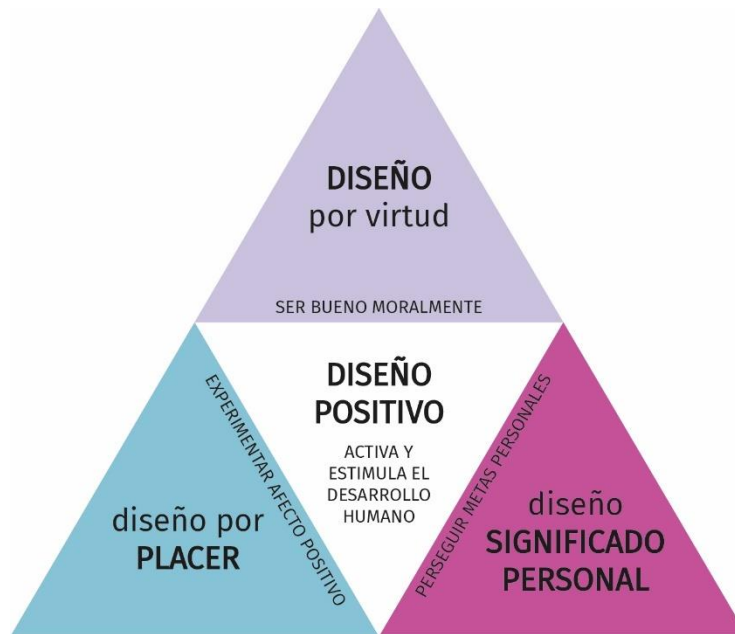 DISEÑO
por virtud
SER BUENO MORALMENTE
DISEÑO
POSITIVO
ACTIVA Y
ESTIMULA EL
DESARROLLO
HUMANO
EXPERIMENTAR AFECTO POSITIVO
PERSEGUIR METAS PERSONALES
diseño por
PLACER
diseño
SIGNIFICADO
PERSONAL